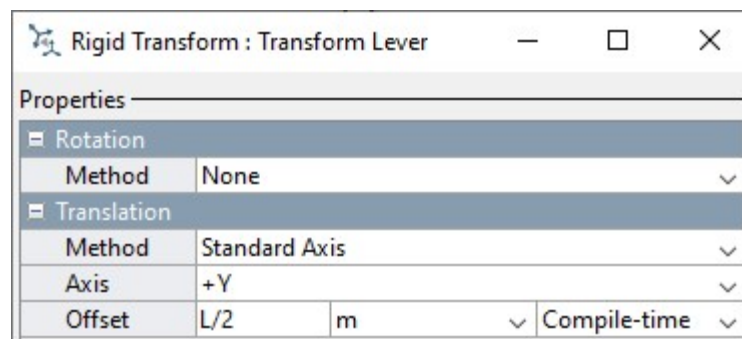 Rigid Transform : Transform Lever
Properties
Rotation
Method None
Translation
Method Standard Axis
Axis +Y
Offset L/2 m Compile-time